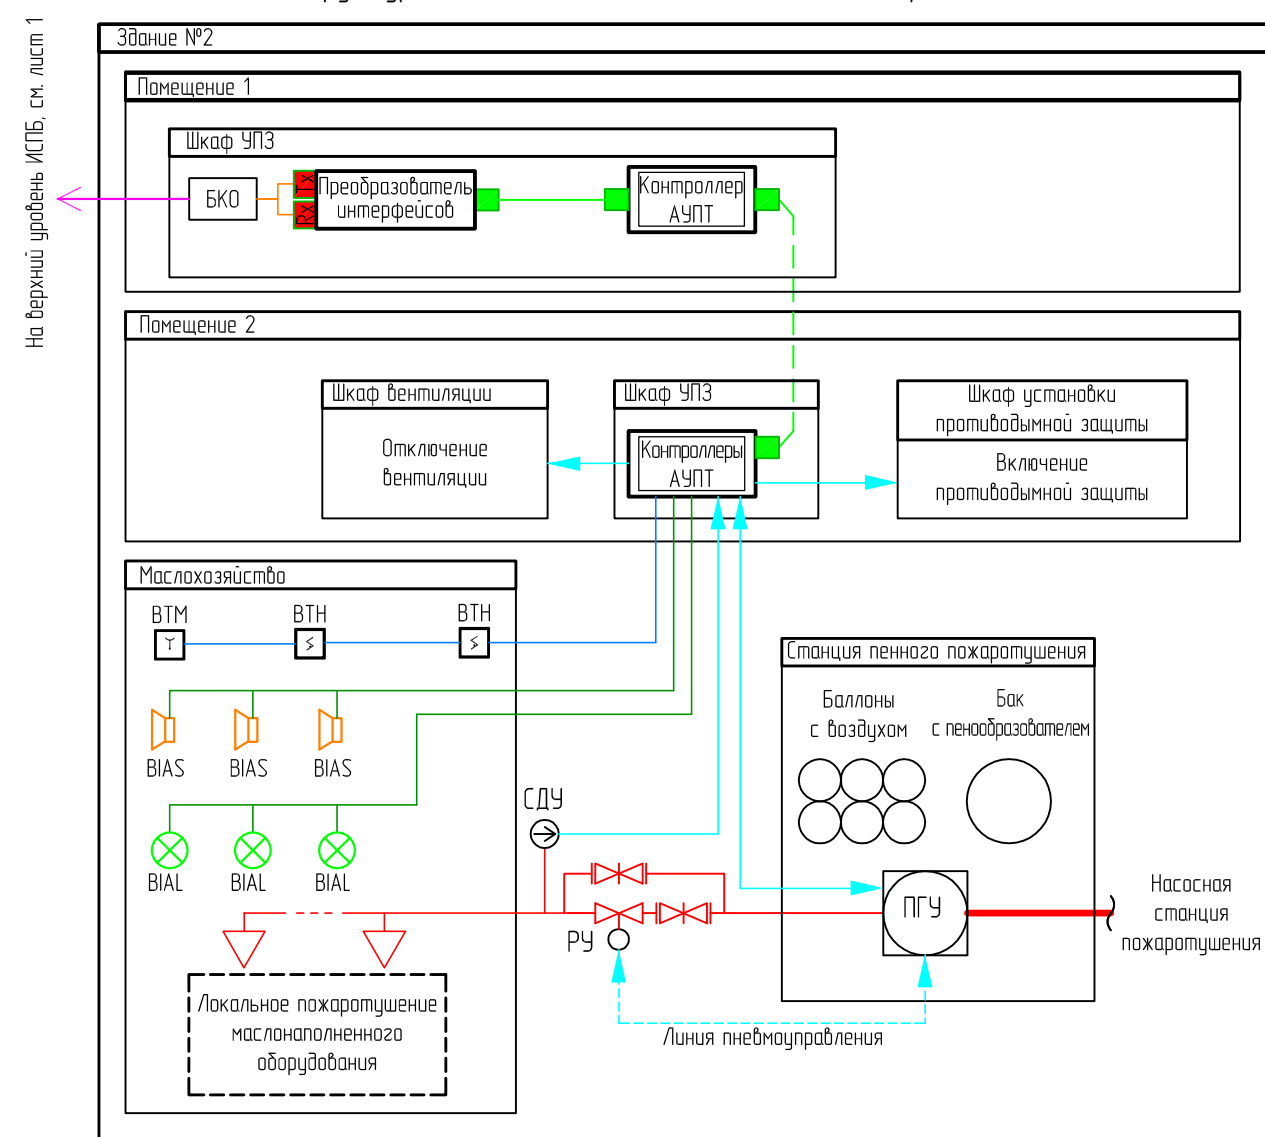 На верхний уровень ИСПБ, см. лист 1
Здание №2
Помещение 1
Шкаф УПЗ
БКО
Tx
Rx
Преобразователь
интерфейсов
Контроллер
АУПТ
Помещение 2
Шкаф вентиляции
Отключение
вентиляции
Шкаф УПЗ
Контроллеры
АУПТ
Шкаф установки
противодымной защиты
Включение
противодымной защиты
Маслохозяйство
BTM
BTH
BTH
BIAS
BIAS
BIAS
BIAL
BIAL
BIAL
Локальное пожаротушение
маслонаполненного
оборудования
СДУ
РУ
Линия пневмоуправления
Станция пенного пожаротушения
Баллоны
с воздухом
Бак
с пенообразователем
ПГУ
Насосная
станция
пожаротушения